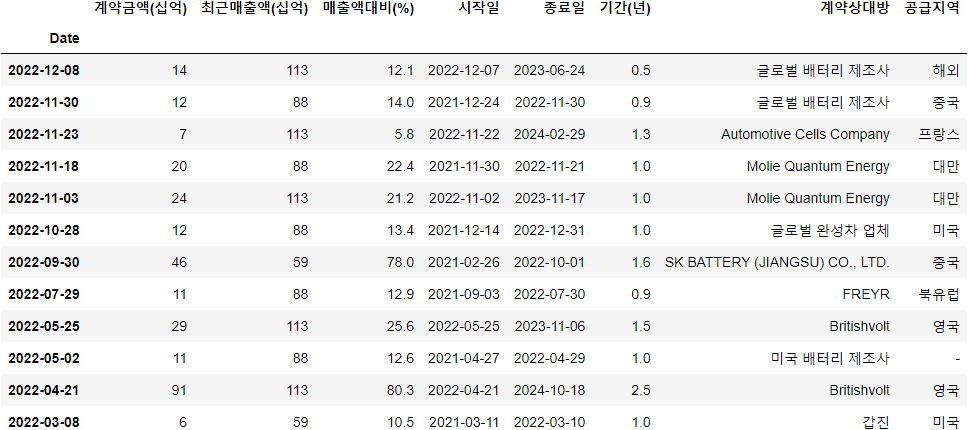 계약금액(십억) 최근매출액(십억) 매출액대비(%) 시작일 종료일 기간(년) 계약상대방 공급지역
Date
2022-12-08 14 113 12.1 2022-12-07 2023-06-24 0.5 글로벌 배터리 제조사 해외
2022-11-30 12 88 14.0 2021-12-24 2022-11-30 0.9 글로벌 배터리 제조사 중국
2022-11-23 7 113 5.8 2022-11-22 2024-02-29 1.3 Automotive Cells Company 프랑스
2022-11-18 20 88 22.4 2021-11-30 2022-11-21 1.0 Molie Quantum Energy 대만
2022-11-03 24 113 21.2 2022-11-02 2023-11-17 1.0 Molie Quantum Energy 대만
2022-10-28 12 88 13.4 2021-12-14 2022-12-31 1.0 글로벌 완성차 업체 미국
2022-09-30 46 59 78.0 2021-02-26 2022-10-01 1.6 SK BATTERY (JIANGSU) CO., LTD. 중국
2022-07-29 11 88 12.9 2021-09-03 2022-07-30 0.9 FREYR 북유럽
2022-05-25 29 113 25.6 2022-05-25 2023-11-06 1.5 Britishvolt 영국
2022-05-02 11 88 12.6 2021-04-27 2022-04-29 1.0 미국 배터리 제조사 -
2022-04-21 91 113 80.3 2022-04-21 2024-10-18 2.5 Britishvolt 영국
2022-03-08 6 59 10.5 2021-03-11 2022-03-10 1.0 갑진 미국